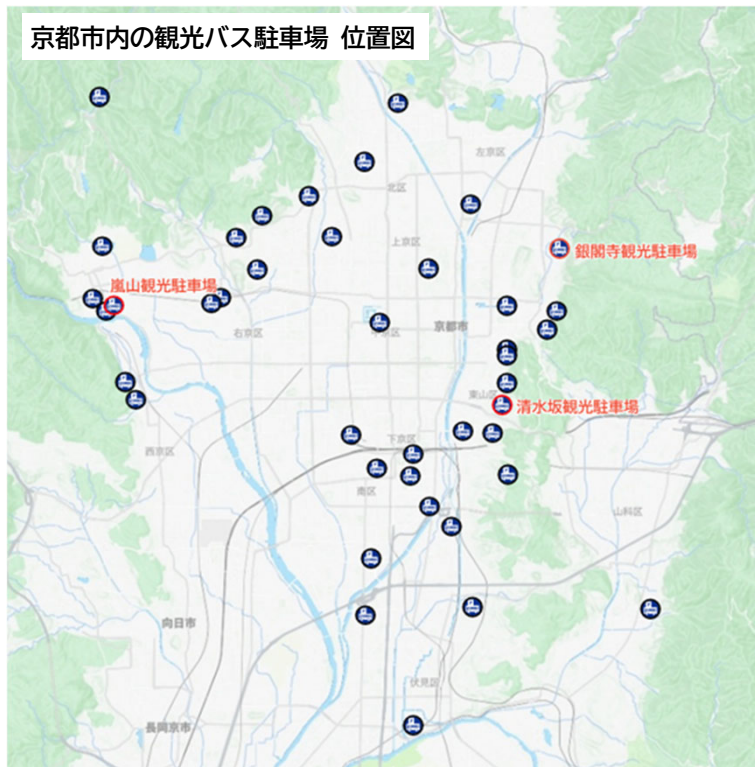 京都市内の観光バス駐車場 位置図
左京区
北区
上京区
銀閣寺観光駐車場
嵐山観光駐車場
京都市
右京区
東山区
清水坂観光駐車場
下京区
西京区
南区
山科区
向日市
伏見区
長岡京市